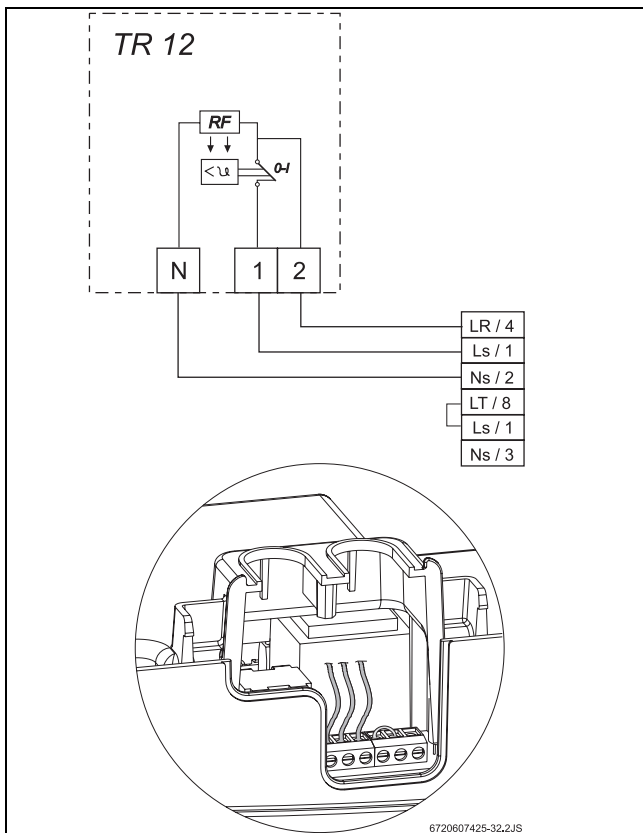 TR 12
RF
< ϑ
0-I
N 1 2
LR / 4
Ls / 1
Ns / 2
LT / 8
Ls / 1
Ns / 3
6720607425-32.2JS